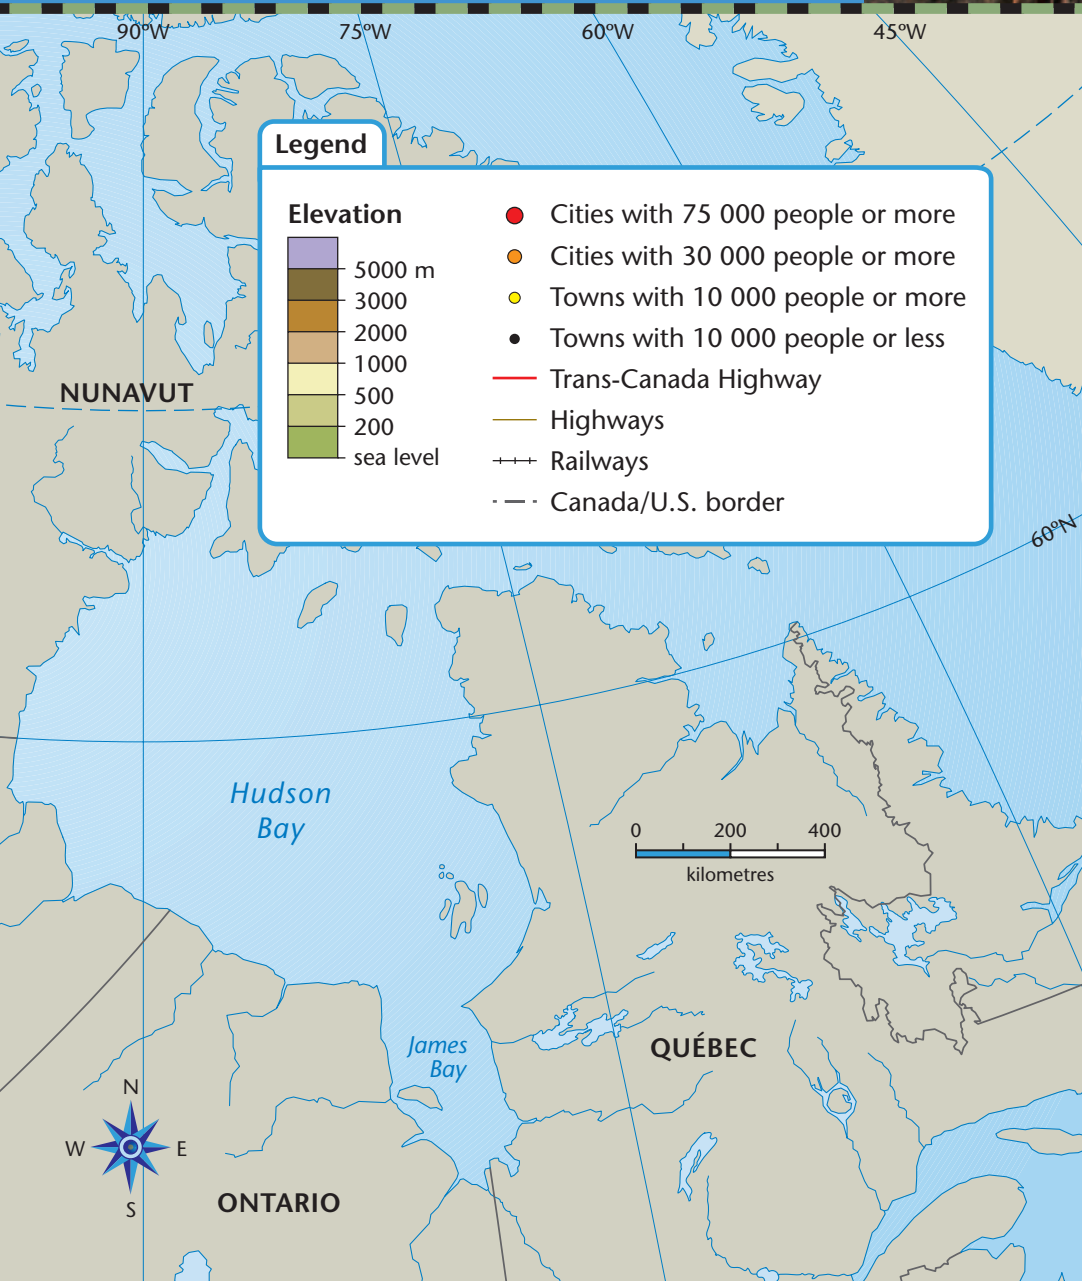 90°W
75°W
60°W
45°W
Legend
Elevation
5000 m
3000
2000
1000
500
200
sea level
Cities with 75 000 people or more
Cities with 30 000 people or more
Towns with 10 000 people or more
Towns with 10 000 people or less
Trans-Canada Highway
Highways
Railways
Canada/U.S. border
NUNAVUT
60°N
Hudson
Bay
0
200
400
kilometres
James
Bay
QUÉBEC
N
W
E
S
ONTARIO